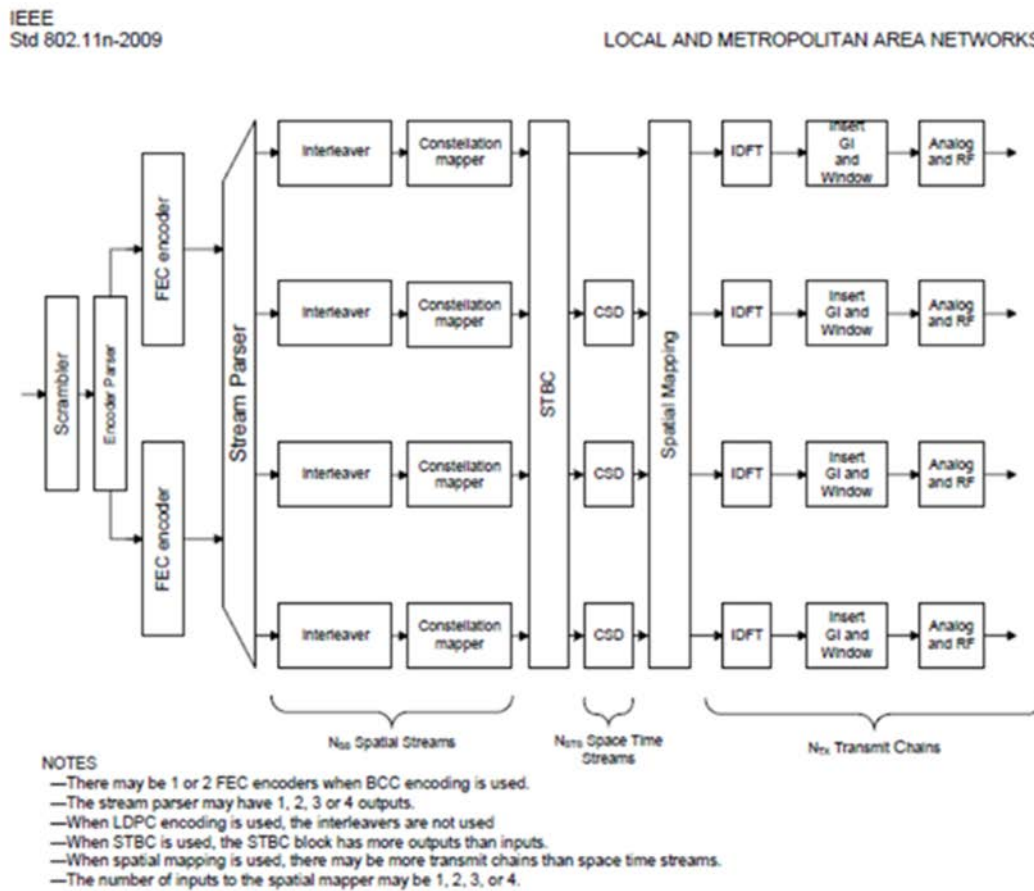 IEEE
Std 802.11n-2009
LOCAL AND METROPOLITAN AREA NETWORKS
Scrambler
Encoder Parser
FEC encoder
FEC encoder
Stream Parser
Interleaver
Constellation
mapper
Interleaver
Constellation
mapper
Interleaver
Constellation
mapper
Interleaver
Constellation
mapper
STBC
CSD
CSD
CSD
Spatial Mapping
IDFT
Insert
GI
and
Window
Analog
and RF
IDFT
Insert
GI and
Window
Analog
and RF
IDFT
Insert
GI and
Window
Analog
and RF
IDFT
Insert
GI and
Window
Analog
and RF
NSS Spatial Streams
NSTS Space Time
Streams
NTX Transmit Chains
NOTES
—There may be 1 or 2 FEC encoders when BCC encoding is used.
—The stream parser may have 1, 2, 3 or 4 outputs.
—When LDPC encoding is used, the interleavers are not used
—When STBC is used, the STBC block has more outputs than inputs.
—When spatial mapping is used, there may be more transmit chains than space time streams.
—The number of inputs to the spatial mapper may be 1, 2, 3, or 4.